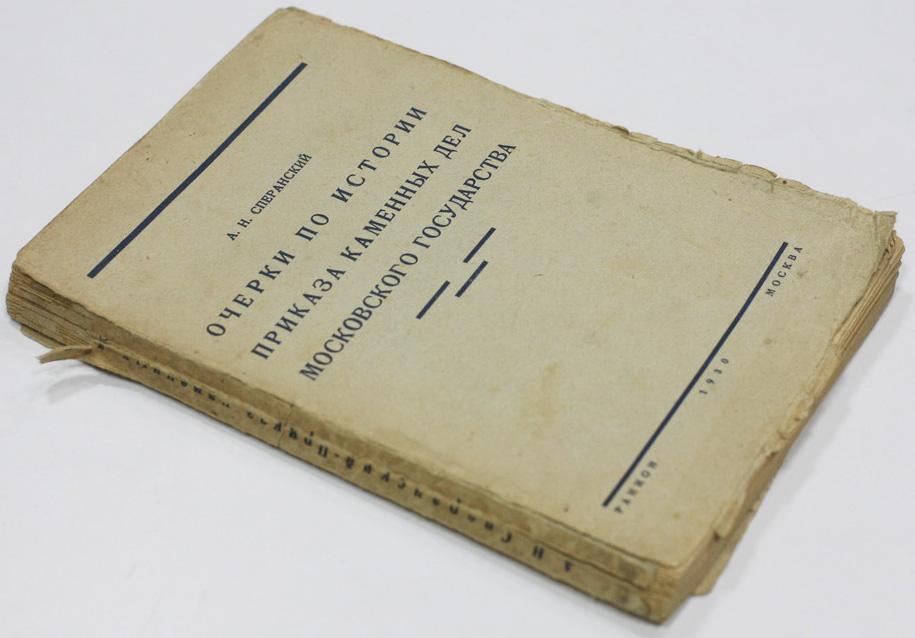 А. Н. СПЕРАНСКИЙ
ОЧЕРКИ ПО ИСТОРИИ
ПРИКАЗА КАМЕННЫХ ДЕЛ
МОСКОВСКОГО ГОСУДАРСТВА
РАНИОН 1930 МОСКВА